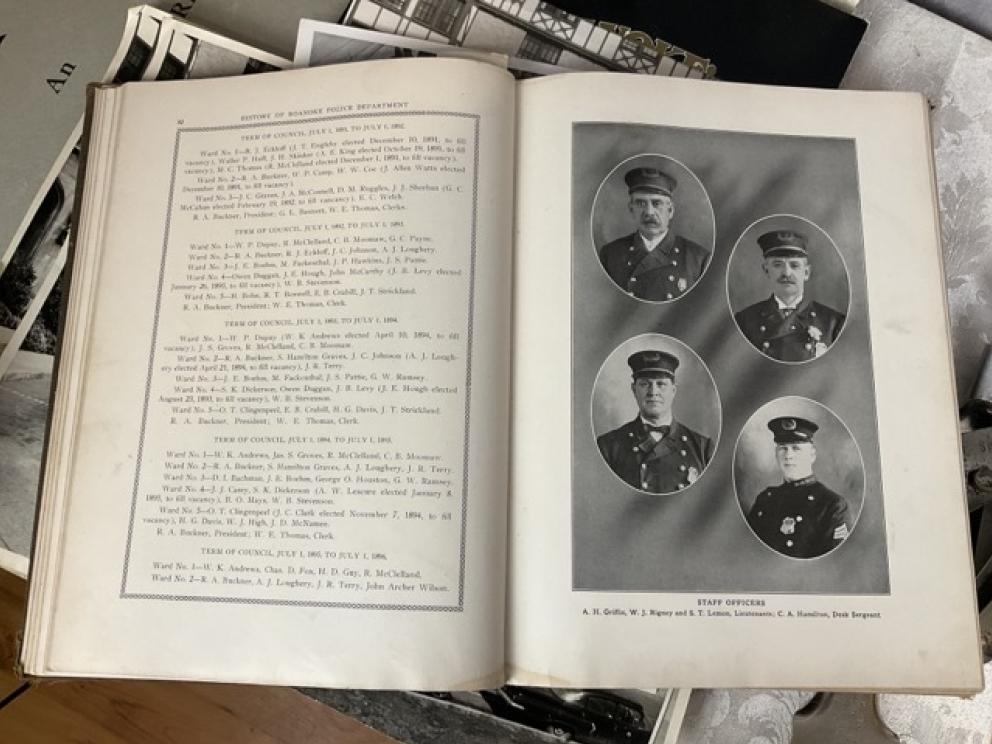 An
82 HISTORY OF ROANOKE POLICE DEPARTMENT
TERM OF COUNCIL, JULY 1, 1891, TO JULY 1, 1892.
Ward No. 1—R. J. Eckloff (J. T. Engleby elected December 10, 1891, to fill
vacancy), Walter P. Huff, J. H. Skinker (A. E. King elected October 19, 1891, to fill
vacancy), M. C. Thomas (R. McClelland elected December 1, 1891, to fill vacancy).
Ward No. 2—R. A. Buckner, W. P. Camp, W. W. Coe (J. Allen Watts elected
December 10, 1891, to fill vacancy).
Ward No. 3—J. C. Graves, J. A. McConnell, D. M. Ruggles, J. J. Sheehan (G. C.
McCahan elected February 19, 1892, to fill vancancy), E. C. Welch.
R. A. Buckner, President; G. L. Bassett, W. E. Thomas, Clerks.
TERM OF COUNCIL, JULY 1, 1892, TO JULY 1, 1893.
Ward No. 1—W. P. Dupuy, R. McClelland, C. B. Moomaw, G. C. Payne.
Ward No. 2—R. A. Buckner, R. J. Eckloff, J. C. Johnson, A. J. Loughery.
Ward No. 3—J. E. Boehm, M. Fackenthal, J. P. Hawkins, J. S. Pattie.
Ward No. 4—Owen Duggan, J. E. Hough, John McCarthy (J. B. Levy elected
January 26, 1893, to fill vacancy), W. B. Stevenson.
Ward No. 5—H. Bohn, R. T. Bonsell, E. B. Crabill, J. T. Strickland.
R. A. Buckner, President; W. E. Thomas, Clerk.
TERM OF COUNCIL, JULY 1, 1893, TO JULY 1, 1894.
Ward No. 1—W. P. Dupuy (W. K Andrews elected April 10, 1894, to fill
vacancy), J. S. Groves, R. McClelland, C. B. Moomaw.
Ward No. 2—R. A. Buckner, S. Hamilton Graves, J. C. Johnson (A. J. Lough-
ery elected April 21, 1894, to fill vacancy), J. R. Terry.
Ward No. 3—J. E. Boehm, M. Fackenthal, J. S. Pattie, G. W. Ramsey.
Ward No. 4—S. K. Dickerson, Owen Duggan, J. B. Levy (J. E. Hough elected
August 23, 1893, to fill vacancy), W. B. Stevenson.
Ward No. 5—O. T. Clingenperl, E. B. Crabill, H. G. Davis, J. T. Strickland.
R. A. Buckner, President; W. E. Thomas, Clerk.
TERM OF COUNCIL, JULY 1, 1894, TO JULY 1, 1895.
Ward No. 1—W. K. Andrews, Jas. S. Groves, R. McClelland, C. B. Moomaw.
Ward No. 2—R. A. Buckner, S. Hamilton Graves, A. J. Loughery, J. R. Terry.
Ward No. 3—D. I. Bachman, J. E. Boehm, George O. Houston, G. W. Ramsey.
Ward No. 4—J. J. Casey, S. K. Dickerson (A. W. Lescure elected January 8,
1895, to fill vacancy), B. O. Mays, W. B. Stevenson.
Ward No. 5—O. T. Clingenperl (J. C. Clark elected November 7, 1894, to fill
vacancy), H. G. Davis, W. J. High, J. D. McNamee.
R. A. Buckner, President; W. E. Thomas, Clerk.
TERM OF COUNCIL, JULY 1, 1895, TO JULY 1, 1896.
Ward No. 1—W. K. Andrews, Chas. D. Fox, H. D. Guy, R. McClelland,
Ward No. 2—R. A. Buckner, A. J. Loughery, J. R. Terry, John Archer Wilson.
STAFF OFFICERS
A. H. Griffin, W. J. Rigney and S. T. Lemon, Lieutenants; C. A. Hamilton, Desk Sergeant